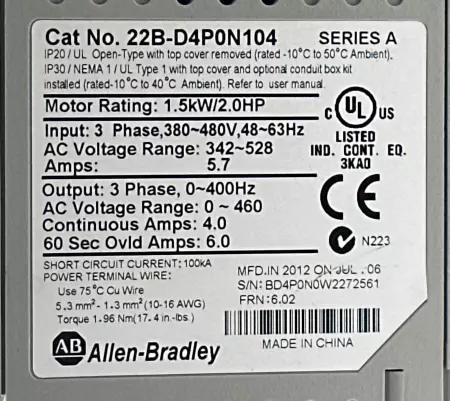 Cat No. 22B-D4P0N104 SERIES A
IP20 / UL Open-Type with top cover removed (rated -10°C to 50°C Ambient).
IP30 / NEMA 1 / UL Type 1 with top cover and optional conduit box kit
installed (rated-10°C to 40°C Ambient). Refer to user manual.
Motor Rating: 1.5kW/2.0HP
C UL US
LISTED
IND. CONT. EQ.
3KA0
Input: 3 Phase,380~480V,48~63Hz
AC Voltage Range: 342~528
Amps: 5.7
Output: 3 Phase, 0~400Hz
AC Voltage Range: 0 ~ 460
Continuous Amps: 4.0
60 Sec Ovld Amps: 6.0
CE
N223
SHORT CIRCUIT CURRENT: 100kA
POWER TERMINAL WIRE:
Use 75°C Cu Wire
5.3 mm² - 1.3 mm² (10-16 AWG)
Torque 1.96 Nm(17.4 in.-lbs.)
MFD.IN 2012 ON JUL . 06
S/N: BD4P0N0W2272561
FRN : 6.02
MADE IN CHINA
AB Allen-Bradley